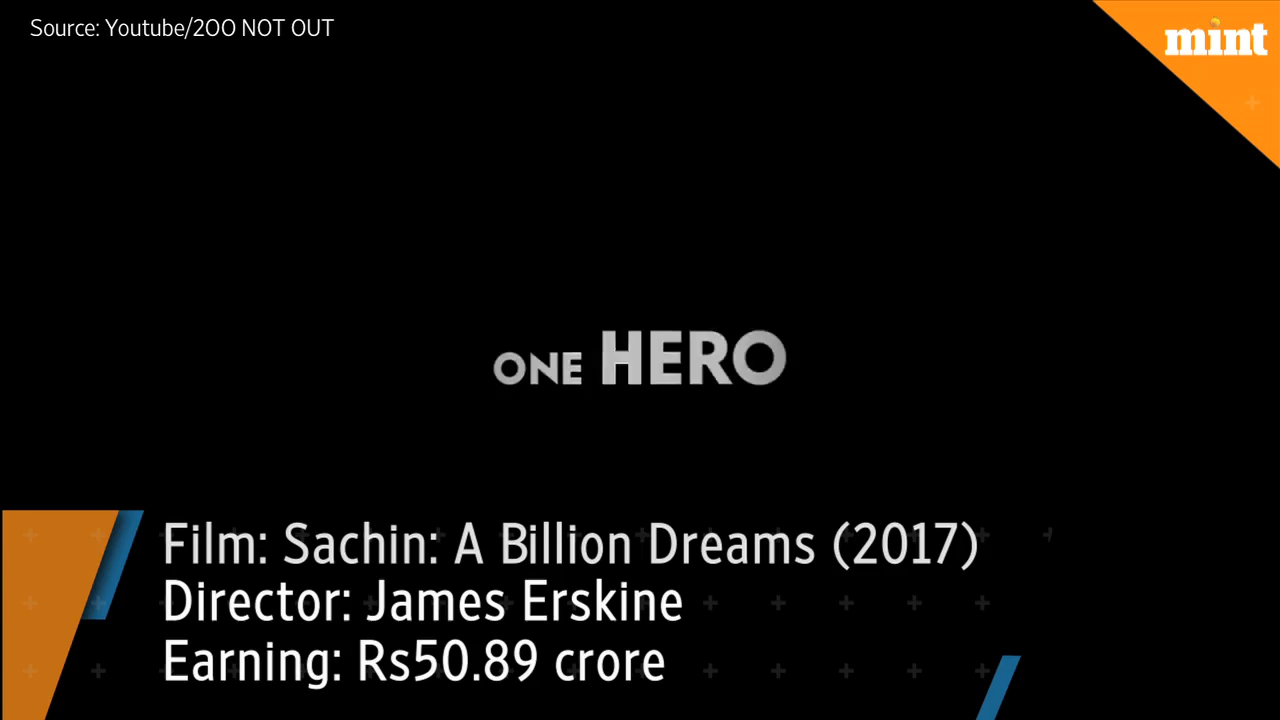 Source: Youtube/2OO NOT OUT
mint
ONE HERO
Film: Sachin: A Billion Dreams (2017)
Director: James Erskine
Earning: Rs50.89 crore